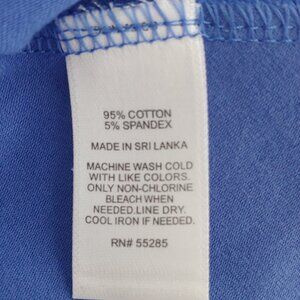 95% COTTON
5% SPANDEX
MADE IN SRI LANKA
MACHINE WASH COLD
WITH LIKE COLORS.
ONLY NON-CHLORINE
BLEACH WHEN
NEEDED.LINE DRY.
COOL IRON IF NEEDED.
RN# 55285